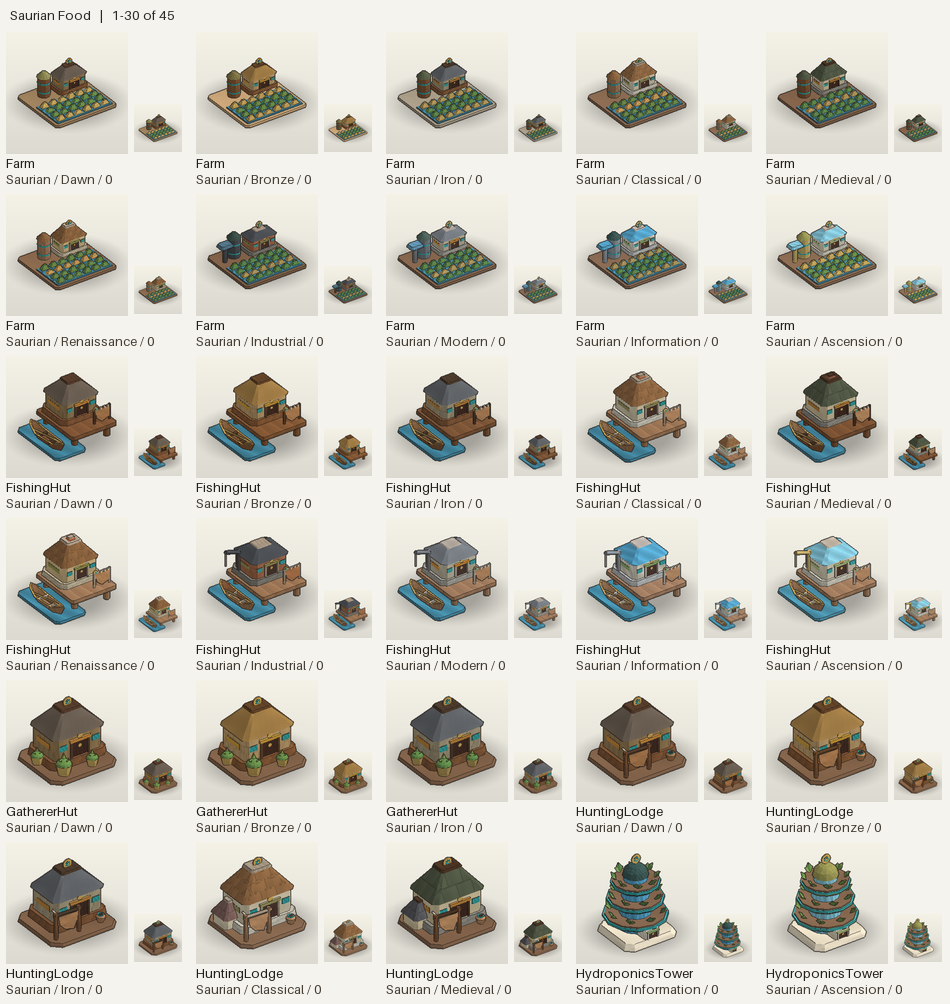 Saurian Food | 1-30 of 45
Farm
Saurian / Dawn / 0
Farm
Saurian / Bronze / 0
Farm
Saurian / Iron / 0
Farm
Saurian / Classical / 0
Farm
Saurian / Medieval / 0
Farm
Saurian / Renaissance / 0
Farm
Saurian / Industrial / 0
Farm
Saurian / Modern / 0
Farm
Saurian / Information / 0
Farm
Saurian / Ascension / 0
FishingHut
Saurian / Dawn / 0
FishingHut
Saurian / Bronze / 0
FishingHut
Saurian / Iron / 0
FishingHut
Saurian / Classical / 0
FishingHut
Saurian / Medieval / 0
FishingHut
Saurian / Renaissance / 0
FishingHut
Saurian / Industrial / 0
FishingHut
Saurian / Modern / 0
FishingHut
Saurian / Information / 0
FishingHut
Saurian / Ascension / 0
GathererHut
Saurian / Dawn / 0
GathererHut
Saurian / Bronze / 0
GathererHut
Saurian / Iron / 0
HuntingLodge
Saurian / Dawn / 0
HuntingLodge
Saurian / Bronze / 0
HuntingLodge
Saurian / Iron / 0
HuntingLodge
Saurian / Classical / 0
HuntingLodge
Saurian / Medieval / 0
HydroponicsTower
Saurian / Information / 0
HydroponicsTower
Saurian / Ascension / 0